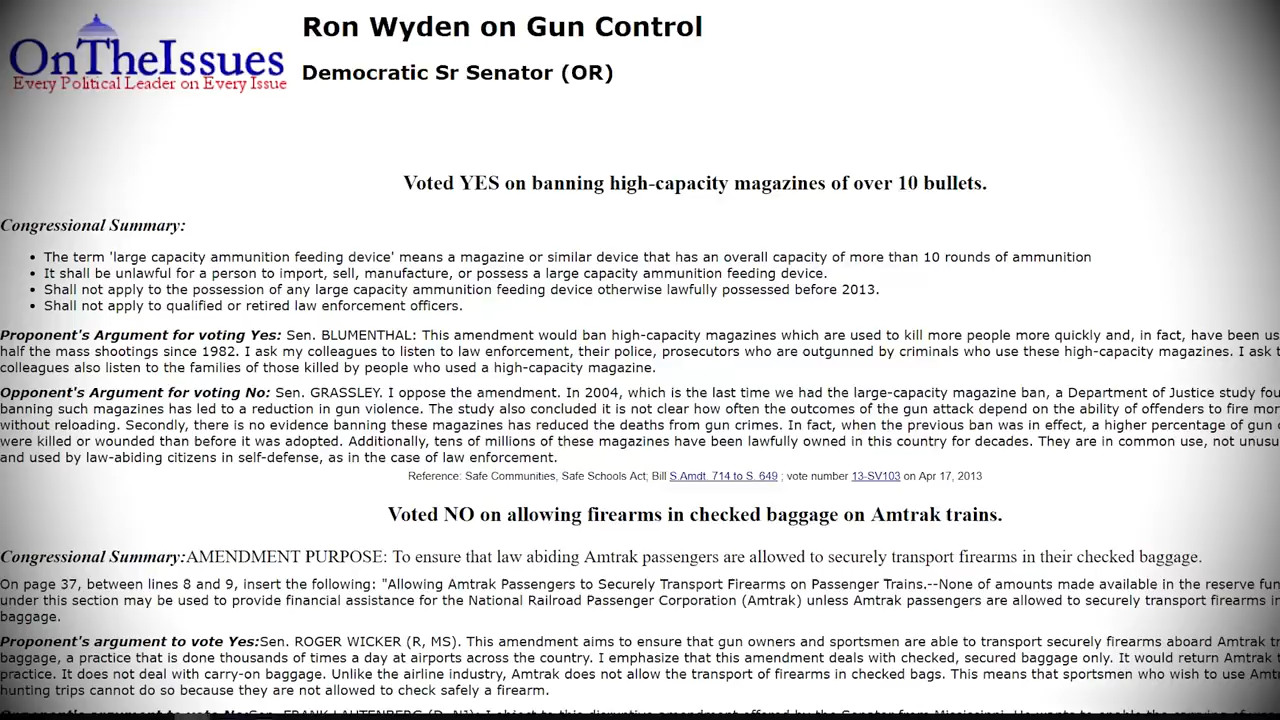 OnTheIssues
Every Political Leader on Every Issue
Ron Wyden on Gun Control
Democratic Sr Senator (OR)
Voted YES on banning high-capacity magazines of over 10 bullets.
Congressional Summary:
• The term 'large capacity ammunition feeding device' means a magazine or similar device that has an overall capacity of more than 10 rounds of ammunition
• It shall be unlawful for a person to import, sell, manufacture, or possess a large capacity ammunition feeding device.
• Shall not apply to the possession of any large capacity ammunition feeding device otherwise lawfully possessed before 2013.
• Shall not apply to qualified or retired law enforcement officers.
Proponent's Argument for voting Yes: Sen. BLUMENTHAL: This amendment would ban high-capacity magazines which are used to kill more people more quickly and, in fact, have been us
half the mass shootings since 1982. I ask my colleagues to listen to law enforcement, their police, prosecutors who are outgunned by criminals who use these high-capacity magazines. I ask t
colleagues also listen to the families of those killed by people who used a high-capacity magazine.
Opponent's Argument for voting No: Sen. GRASSLEY. I oppose the amendment. In 2004, which is the last time we had the large-capacity magazine ban, a Department of Justice study fou
banning such magazines has led to a reduction in gun violence. The study also concluded it is not clear how often the outcomes of the gun attack depend on the ability of offenders to fire mor
without reloading. Secondly, there is no evidence banning these magazines has reduced the deaths from gun crimes. In fact, when the previous ban was in effect, a higher percentage of gun c
were killed or wounded than before it was adopted. Additionally, tens of millions of these magazines have been lawfully owned in this country for decades. They are in common use, not unusu
and used by law-abiding citizens in self-defense, as in the case of law enforcement.
Reference: Safe Communities, Safe Schools Act; Bill S.Amdt. 714 to S. 649 ; vote number 13-SV103 on Apr 17, 2013
Voted NO on allowing firearms in checked baggage on Amtrak trains.
Congressional Summary:AMENDMENT PURPOSE: To ensure that law abiding Amtrak passengers are allowed to securely transport firearms in their checked baggage.
On page 37, between lines 8 and 9, insert the following: "Allowing Amtrak Passengers to Securely Transport Firearms on Passenger Trains.--None of amounts made available in the reserve fun
under this section may be used to provide financial assistance for the National Railroad Passenger Corporation (Amtrak) unless Amtrak passengers are allowed to securely transport firearms in
baggage.
Proponent's argument to vote Yes:Sen. ROGER WICKER (R, MS). This amendment aims to ensure that gun owners and sportsmen are able to transport securely firearms aboard Amtrak tr
baggage, a practice that is done thousands of times a day at airports across the country. I emphasize that this amendment deals with checked, secured baggage only. It would return Amtrak t
practice. It does not deal with carry-on baggage. Unlike the airline industry, Amtrak does not allow the transport of firearms in checked bags. This means that sportsmen who wish to use Amt
hunting trips cannot do so because they are not allowed to check safely a firearm.